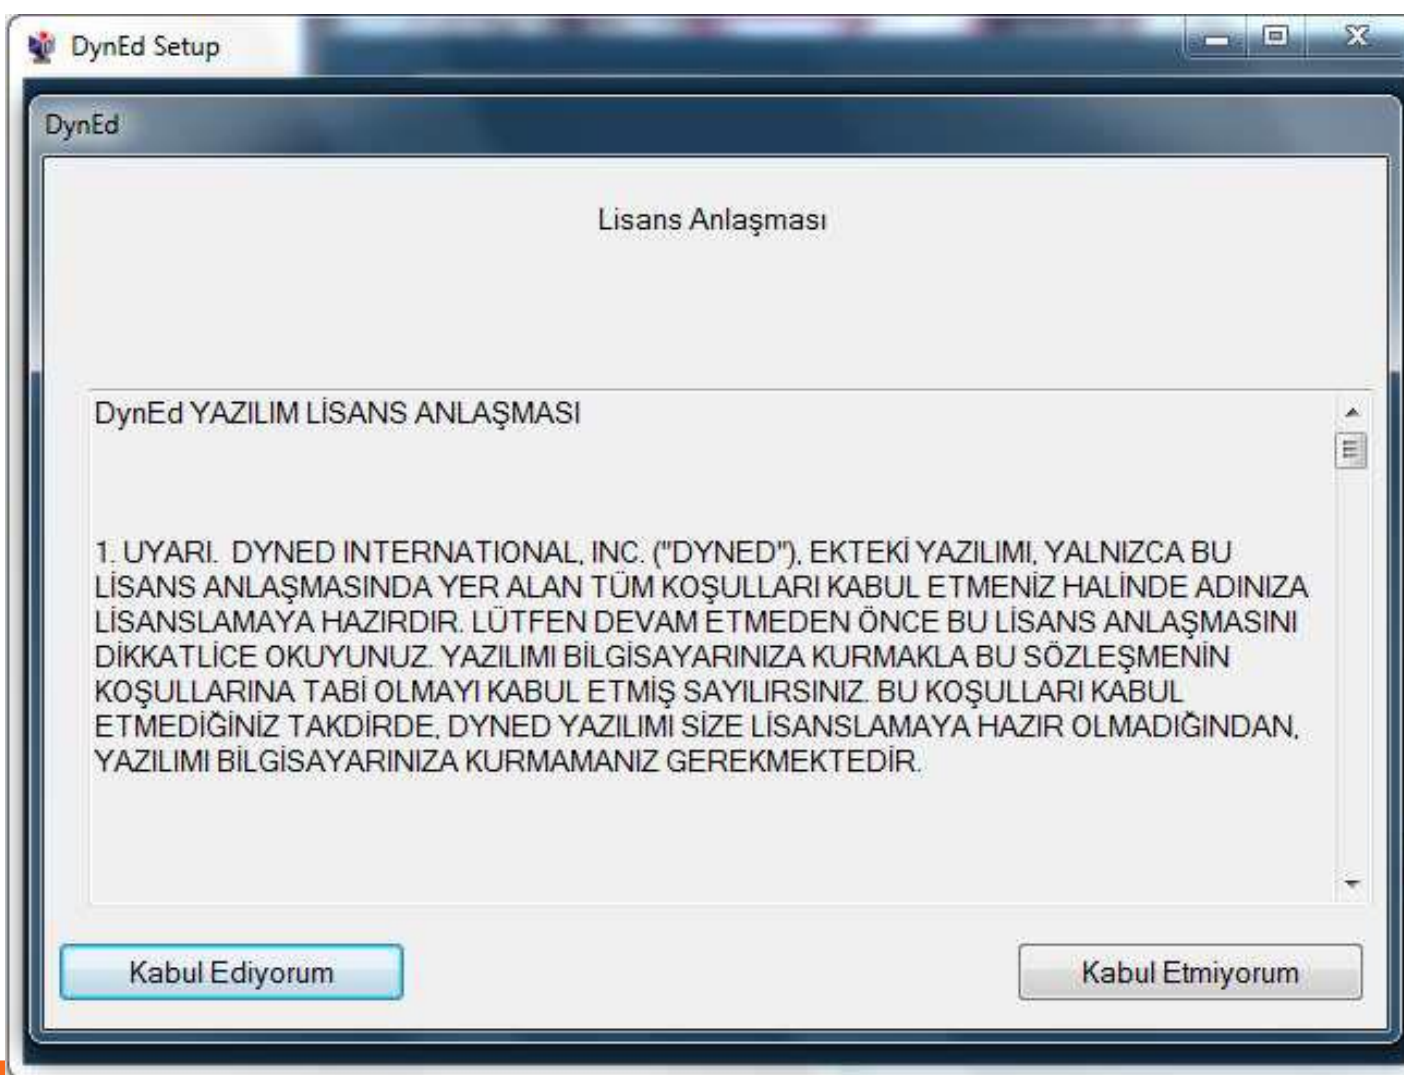 DynEd Setup
DynEd
Lisans Anlaşması
DynEd YAZILIM LİSANS ANLAŞMASI
1. UYARI.  DYNED INTERNATIONAL, INC. ("DYNED"), EKTEKİ YAZILIMI, YALNIZCA BU
LİSANS ANLAŞMASINDA YER ALAN TÜM KOŞULLARI KABUL ETMENİZ HALİNDE ADINIZA
LİSANSLAMAYA HAZIRDIR. LÜTFEN DEVAM ETMEDEN ÖNCE BU LİSANS ANLAŞMASINI
DİKKATLİCE OKUYUNUZ. YAZILIMI BİLGİSAYARINIZA KURMAKLA BU SÖZLEŞMENİN
KOŞULLARINA TABİ OLMAYI KABUL ETMİŞ SAYILIRSINIZ. BU KOŞULLARI KABUL
ETMEDİĞİNİZ TAKDİRDE, DYNED YAZILIMI SİZE LİSANSLAMAYA HAZIR OLMADIĞINDAN,
YAZILIMI BİLGİSAYARINIZA KURMAMANIZ GEREKMEKTEDİR.
Kabul Ediyorum
Kabul Etmiyorum